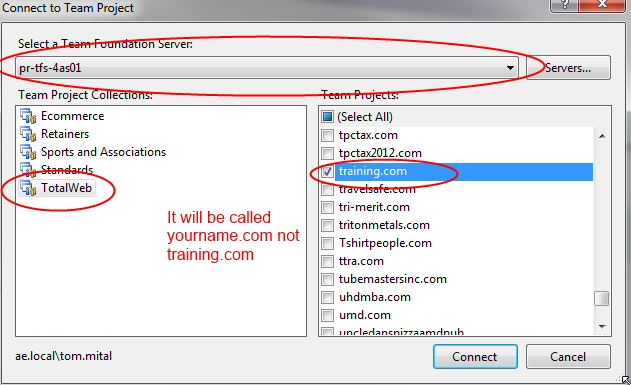 Connect to Team Project
Select a Team Foundation Server:
pr-tfs-4as01
Servers...
Team Project Collections:
Ecommerce
Retainers
Sports and Associations
Standards
TotalWeb
It will be called
yourname.com not
training.com
Team Projects:
(Select All)
tpctax.com
tpctax2012.com
training.com
travelsafe.com
tri-merit.com
tritonmetals.com
Tshirtpeople.com
ttra.com
tubemastersinc.com
uhdmba.com
umd.com
ae.local\tom.mital
Connect
Cancel